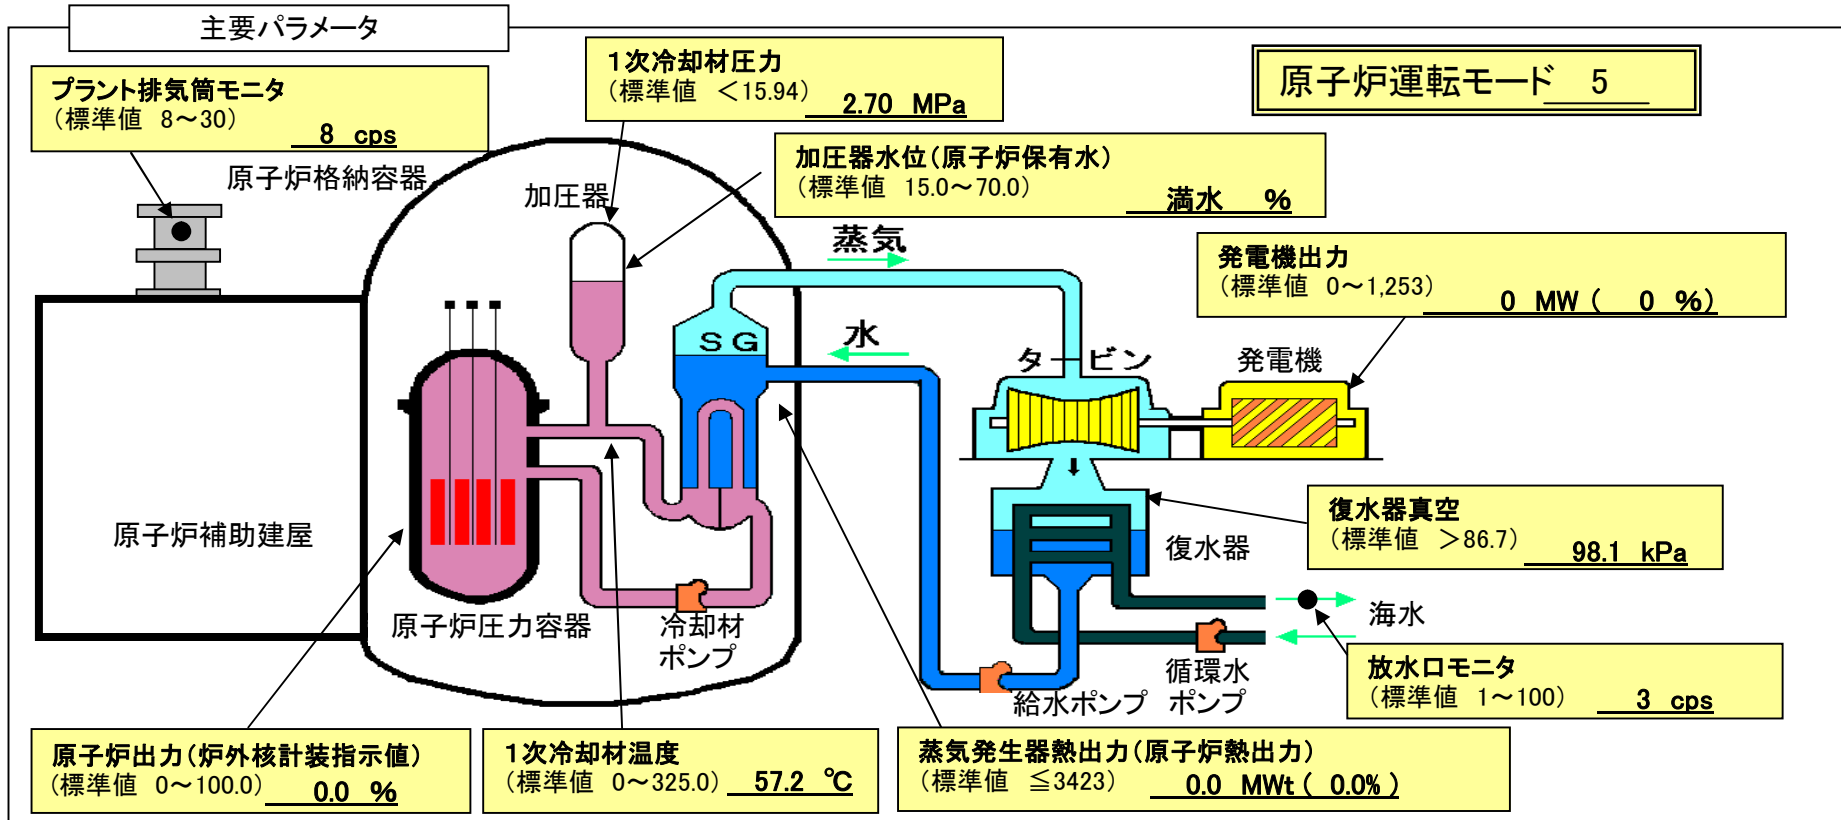 主要パラメータ
プラント排気筒モニタ
(標準値 8~30)
8 cps
1次冷却材圧力
(標準値 <15.94)
2.70 MPa
原子炉運転モード 5
加圧器水位(原子炉保有水)
(標準値 15.0~70.0)
満水 %
原子炉格納容器
加圧器
蒸気
発電機出力
(標準値 0~1,253)
0 MW ( 0 %)
SG
水
タービン
発電機
原子炉補助建屋
復水器真空
(標準値 >86.7)
98.1 kPa
復水器
海水
原子炉圧力容器
冷却材
ポンプ
給水ポンプ
循環水
ポンプ
放水口モニタ
(標準値 1~100)
3 cps
原子炉出力(炉外核計装指示値)
(標準値 0~100.0)
0.0 %
1次冷却材温度
(標準値 0~325.0)
57.2 ℃
蒸気発生器熱出力(原子炉熱出力)
(標準値 ≦3423)
0.0 MWt ( 0.0% )